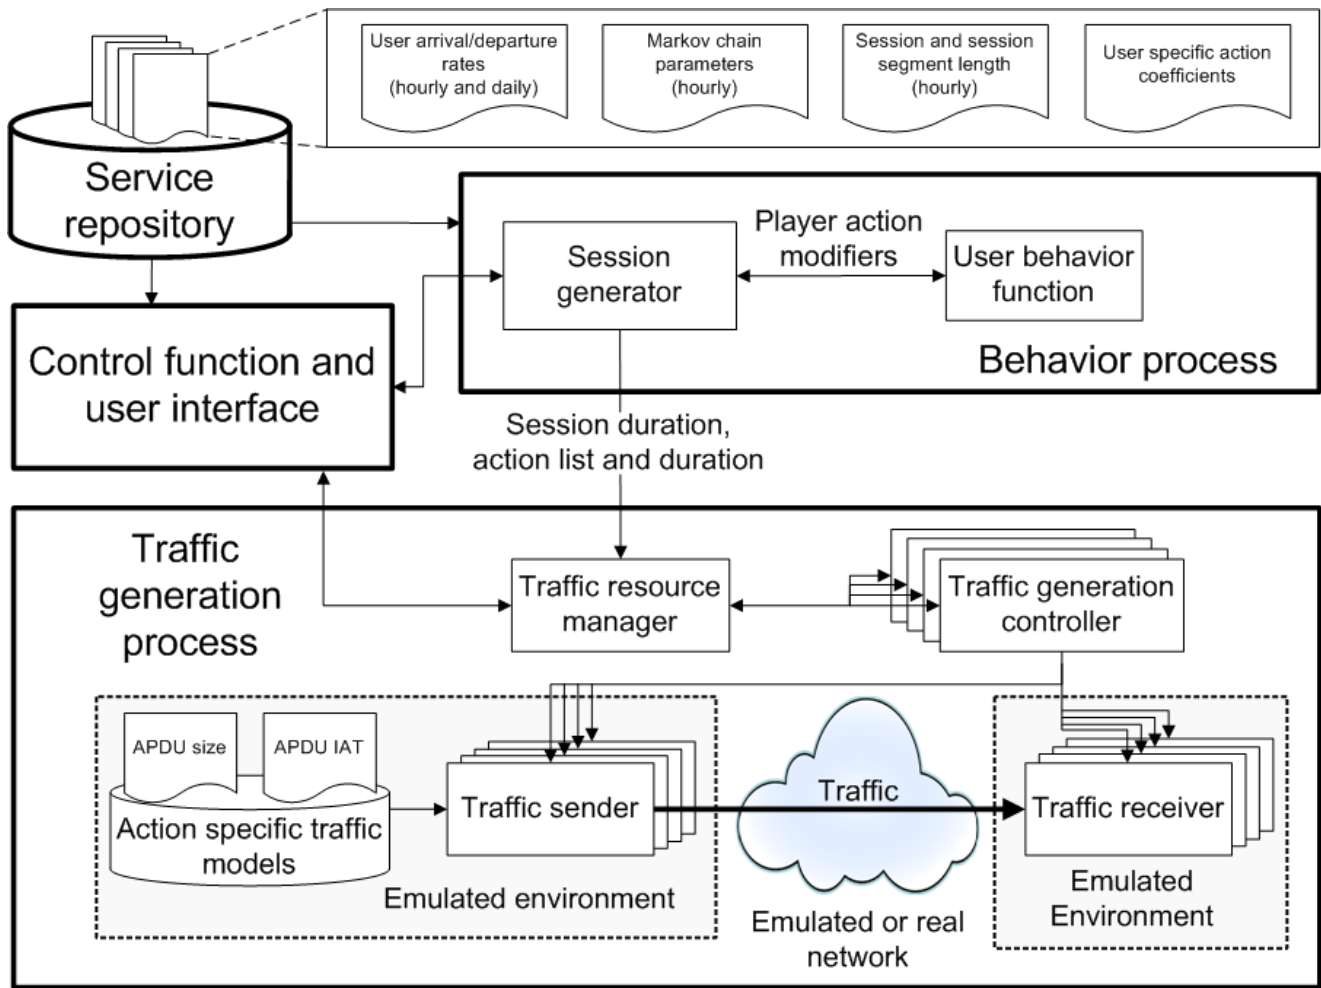 User arrival/departure
rates
(hourly and daily)
Markov chain
parameters
(hourly)
Session and session
segment length
(hourly)
User specific action
coefficients
Service
repository
Session
generator
Player action
modifiers
User behavior
function
Behavior process
Control function and
user interface
Session duration,
action list and duration
Traffic
generation
process
Traffic resource
manager
Traffic generation
controller
APDU size
APDU IAT
Action specific traffic
models
Traffic sender
Emulated environment
Traffic
Emulated or real
network
Traffic receiver
Emulated
Environment